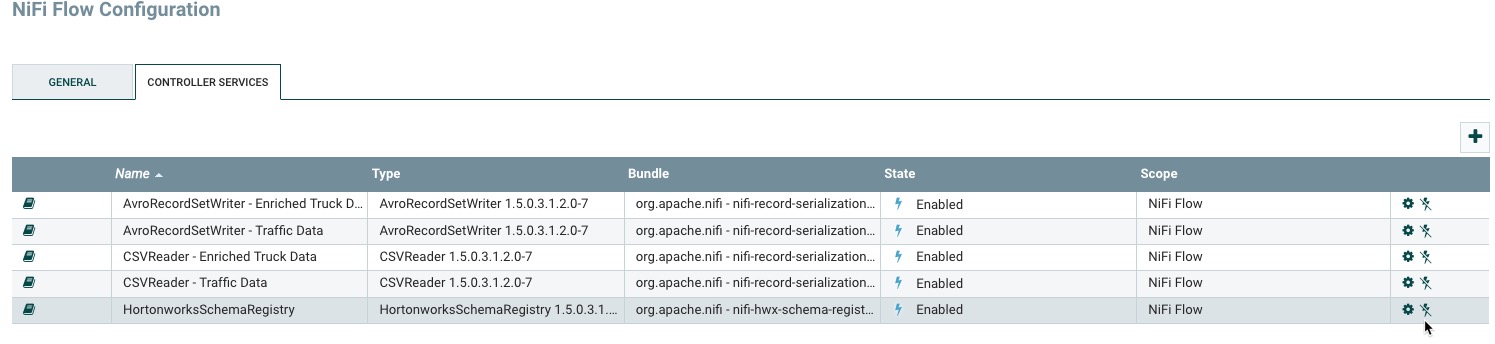 NiFi Flow Configuration
GENERAL CONTROLLER SERVICES
Name Type Bundle State Scope
AvroRecordSetWriter - Enriched Truck D... AvroRecordSetWriter 1.5.0.3.1.2.0-7 org.apache.nifi - nifi-record-serialization... Enabled NiFi Flow
AvroRecordSetWriter - Traffic Data AvroRecordSetWriter 1.5.0.3.1.2.0-7 org.apache.nifi - nifi-record-serialization... Enabled NiFi Flow
CSVReader - Enriched Truck Data CSVReader 1.5.0.3.1.2.0-7 org.apache.nifi - nifi-record-serialization... Enabled NiFi Flow
CSVReader - Traffic Data CSVReader 1.5.0.3.1.2.0-7 org.apache.nifi - nifi-record-serialization... Enabled NiFi Flow
HortonworksSchemaRegistry HortonworksSchemaRegistry 1.5.0.3.1.... org.apache.nifi - nifi-hwx-schema-regist... Enabled NiFi Flow